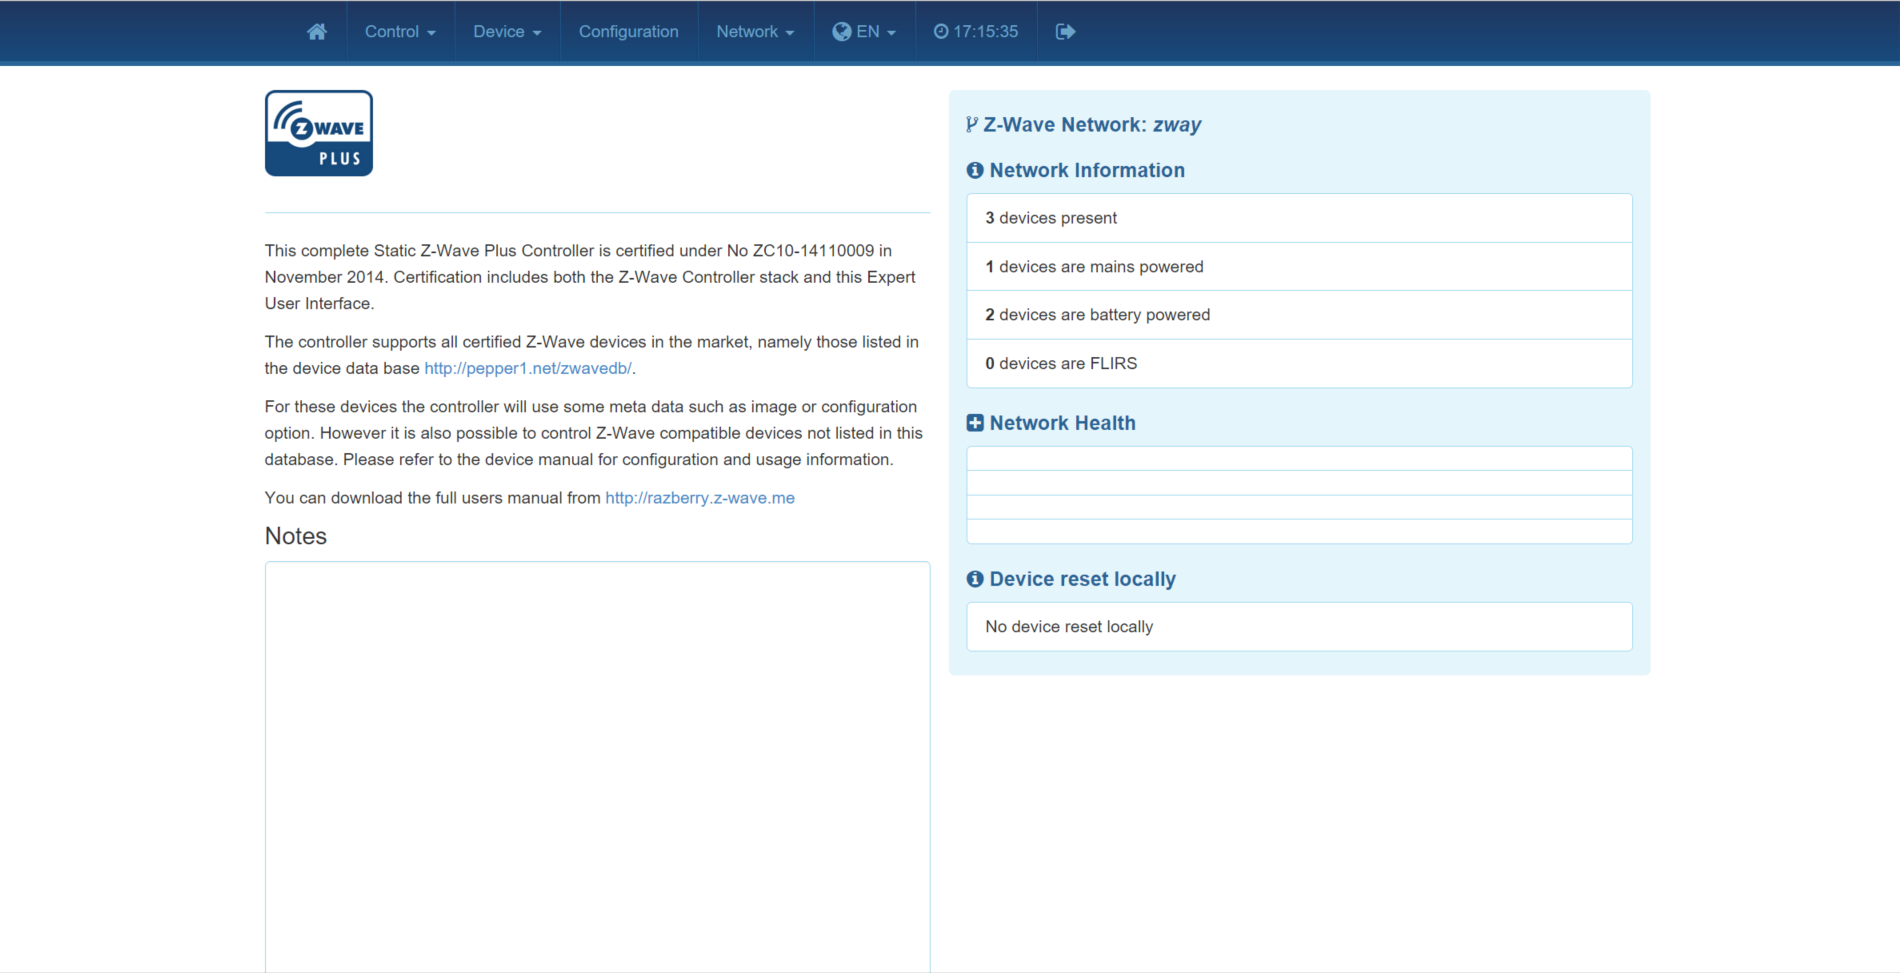 Control Device Configuration Network EN 17:15:35
Z WAVE
PLUS
This complete Static Z-Wave Plus Controller is certified under No ZC10-14110009 in
November 2014. Certification includes both the Z-Wave Controller stack and this Expert
User Interface.
The controller supports all certified Z-Wave devices in the market, namely those listed in
the device data base http://pepper1.net/zwavedb/.
For these devices the controller will use some meta data such as image or configuration
option. However it is also possible to control Z-Wave compatible devices not listed in this
database. Please refer to the device manual for configuration and usage information.
You can download the full users manual from http://razberry.z-wave.me
Notes
Z-Wave Network: zway
Network Information
3 devices present
1 devices are mains powered
2 devices are battery powered
0 devices are FLIRS
Network Health
Device reset locally
No device reset locally